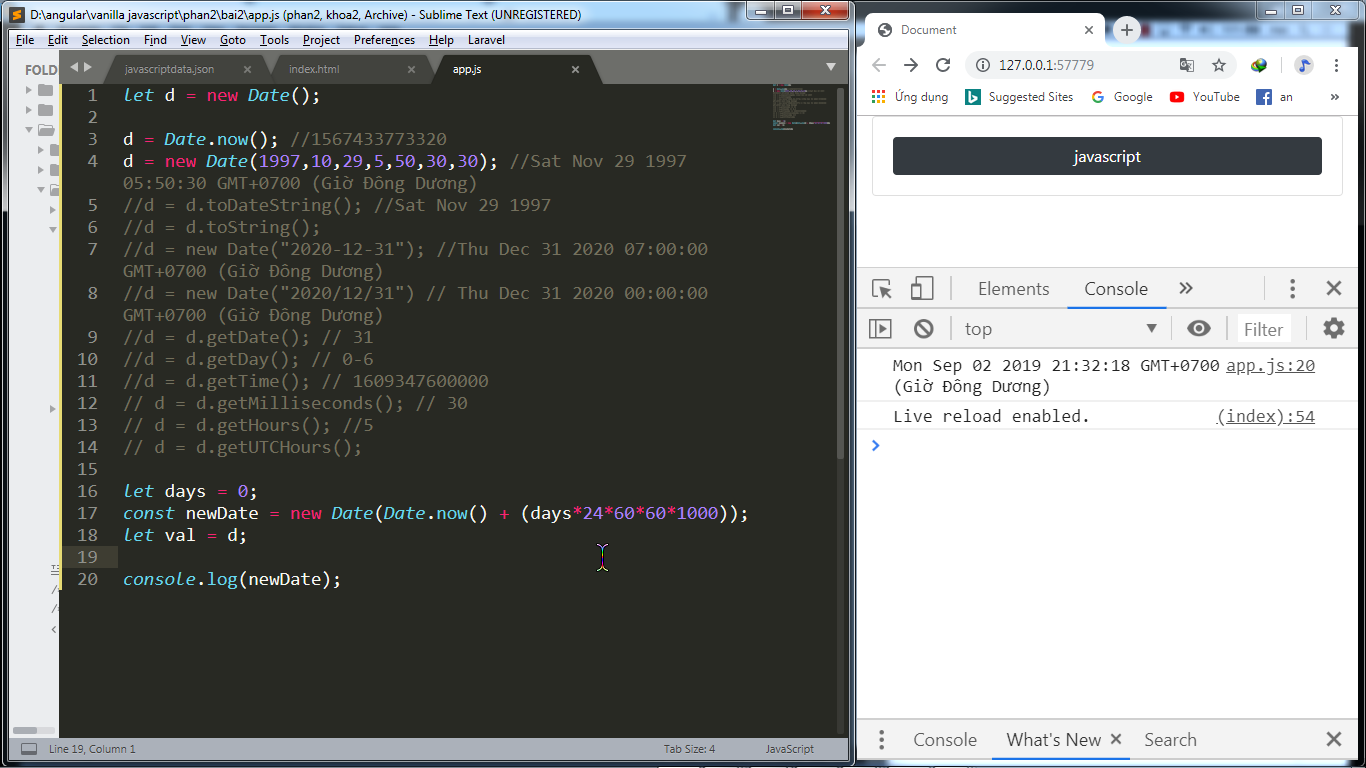 D:\angular\vanilla javascript\phan2\bai2\app.js (phan2, khoa2, Archive) - Sublime Text (UNREGISTERED)
File Edit Selection Find View Goto Tools Project Preferences Help Laravel
FOLD
javascriptdata.json × index.html × app.js ×
1 let d = new Date();
2
3 d = Date.now(); //1567433773320
4 d = new Date(1997,10,29,5,50,30,30); //Sat Nov 29 1997
05:50:30 GMT+0700 (Giờ Đông Dương)
5 //d = d.toDateString(); //Sat Nov 29 1997
6 //d = d.toString();
7 //d = new Date("2020-12-31"); //Thu Dec 31 2020 07:00:00
GMT+0700 (Giờ Đông Dương)
8 //d = new Date("2020/12/31") // Thu Dec 31 2020 00:00:00
GMT+0700 (Giờ Đông Dương)
9 //d = d.getDate(); // 31
10 //d = d.getDay(); // 0-6
11 //d = d.getTime(); // 1609347600000
12 // d = d.getMilliseconds(); // 30
13 // d = d.getHours(); //5
14 // d = d.getUTCHours();
15
16 let days = 0;
17 const newDate = new Date(Date.now() + (days*24*60*60*1000));
18 let val = d;
19
20 console.log(newDate);
Line 19, Column 1
Tab Size: 4
JavaScript
Document
127.0.0.1:57779
Ứng dụng Suggested Sites Google YouTube an »
javascript
Elements Console »
top Filter
Mon Sep 02 2019 21:32:18 GMT+0700 app.js:20
(Giờ Đông Dương)
Live reload enabled. (index):54
Console What's New × Search